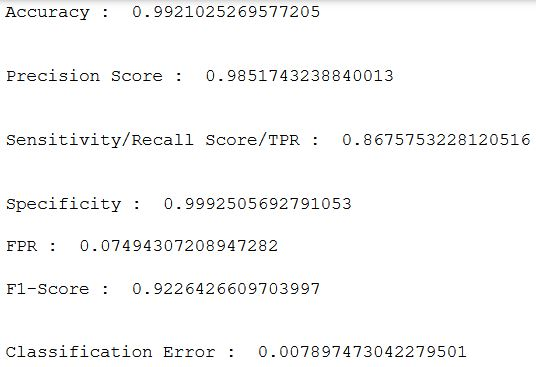 Accuracy :  0.9921025269577205
Precision Score :  0.9851743238840013
Sensitivity/Recall Score/TPR :  0.8675753228120516
Specificity :  0.9992505692791053
FPR :  0.07494307208947282
F1-Score :  0.9226426609703997
Classification Error :  0.007897473042279501